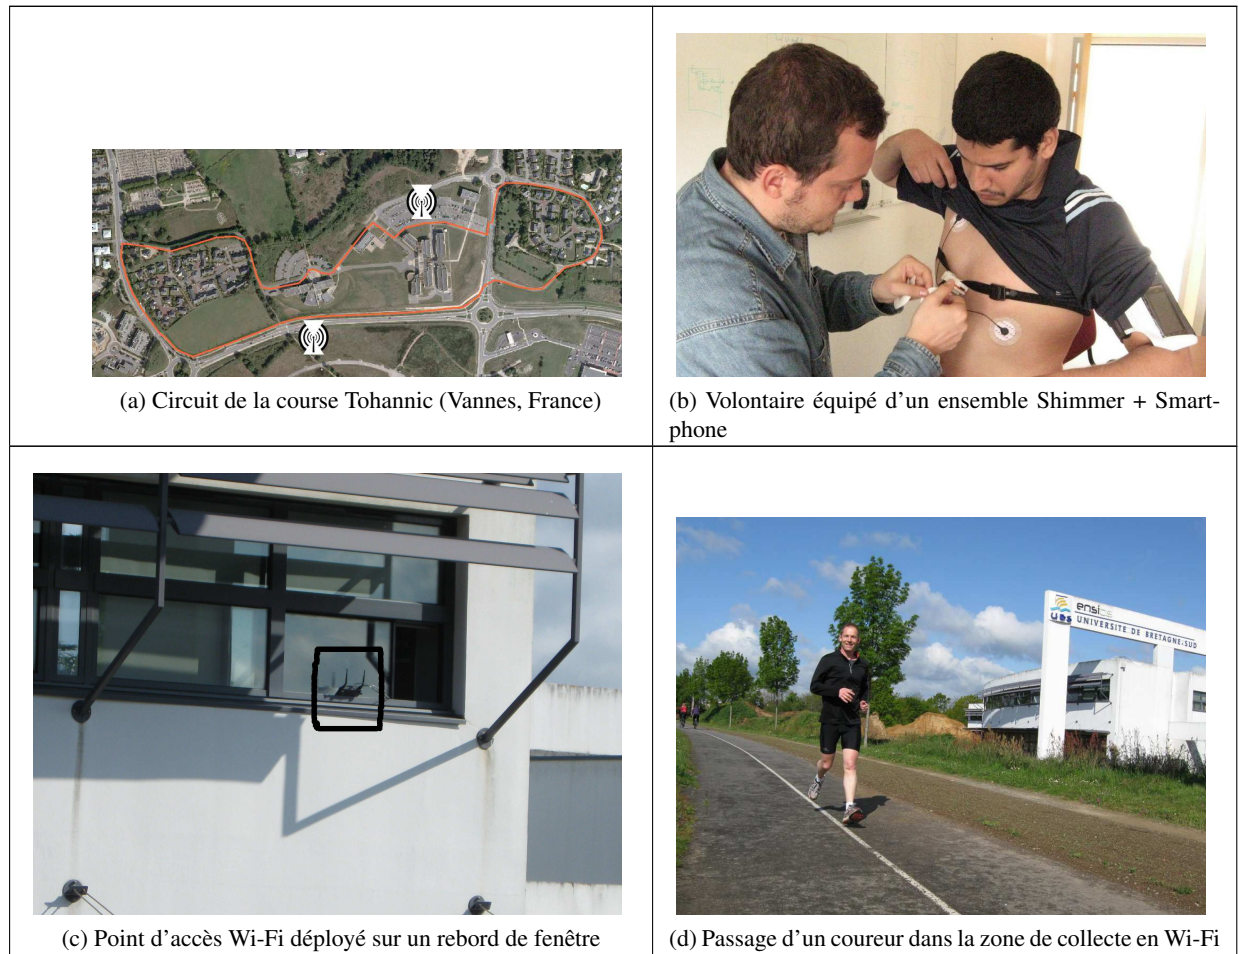 (a) Circuit de la course Tohannic (Vannes, France)
(b) Volontaire équipé d'un ensemble Shimmer + Smart-
phone
ensibs
UBS
UNIVERSITE DE BRETAGNE-SUD
(c) Point d'accès Wi-Fi déployé sur un rebord de fenêtre
(d) Passage d'un coureur dans la zone de collecte en Wi-Fi